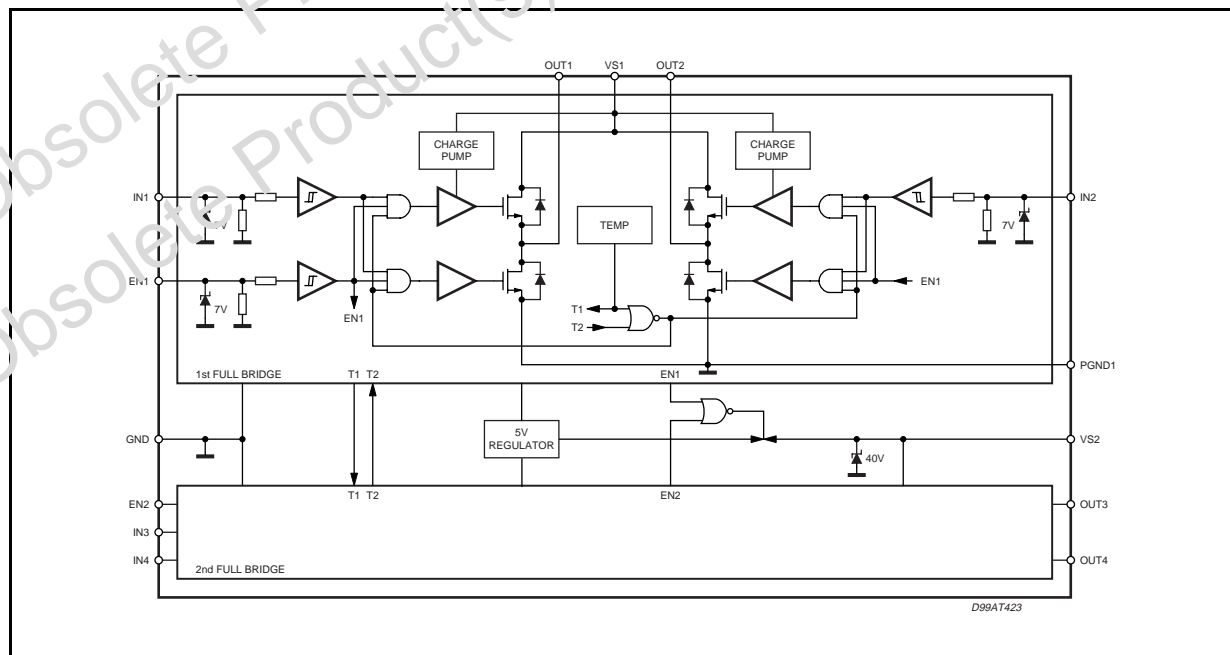 Obsolete
Obsolete Product(s)
OUT1 VS1 OUT2
CHARGE PUMP
CHARGE PUMP
IN1
IN2
7V
TEMP
EN1
7V
EN1
T1
T2
EN1
PGND1
1st FULL BRIDGE
T1 T2
EN1
GND
5V REGULATOR
VS2
40V
T1 T2
EN2
EN2
OUT3
IN3
IN4
OUT4
2nd FULL BRIDGE
D99AT423